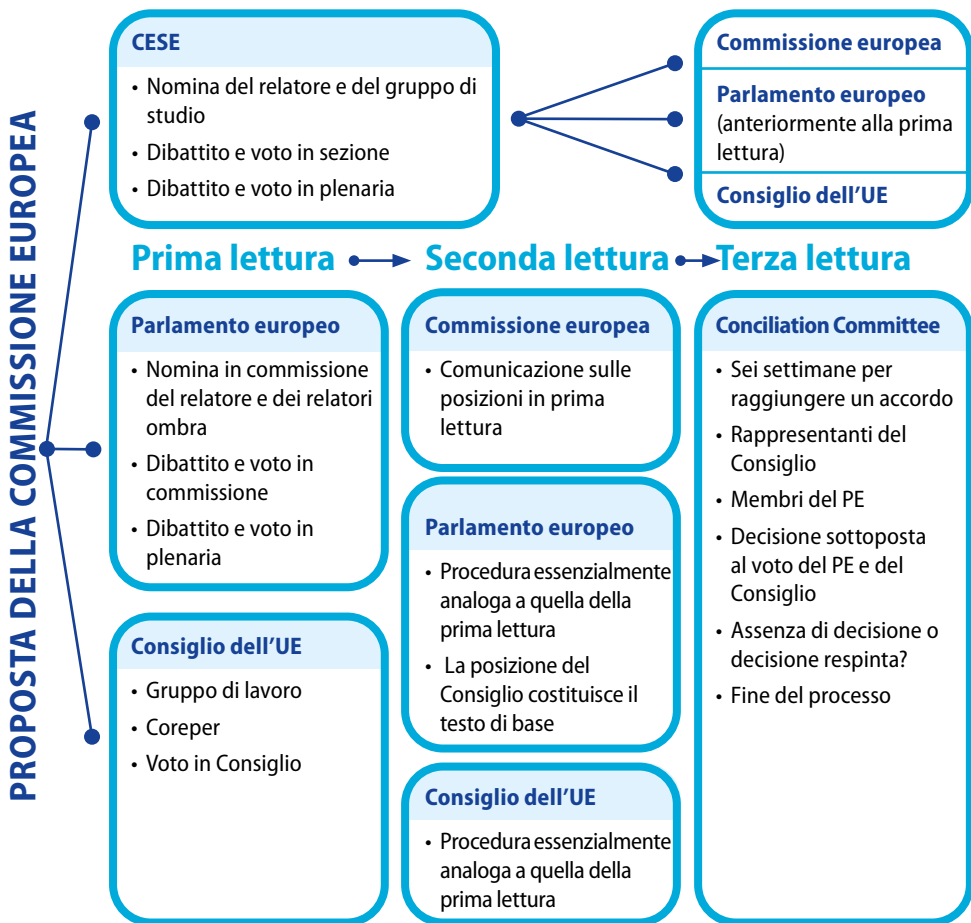 PROPOSTA DELLA COMMISSIONE EUROPEA
CESE
• Nomina del relatore e del gruppo di
studio
• Dibattito e voto in sezione
• Dibattito e voto in plenaria
Commissione europea
Parlamento europeo
(anteriormente alla prima
lettura)
Consiglio dell'UE
Prima lettura
Seconda lettura
Terza lettura
Parlamento europeo
• Nomina in commissione
del relatore e dei relatori
ombra
• Dibattito e voto in
commissione
• Dibattito e voto in
plenaria
Consiglio dell'UE
• Gruppo di lavoro
• Coreper
• Voto in Consiglio
Commissione europea
• Comunicazione sulle
posizioni in prima
lettura
Parlamento europeo
• Procedura essenzialmente
analoga a quella della
prima lettura
• La posizione del
Consiglio costituisce il
testo di base
Consiglio dell'UE
• Procedura essenzialmente
analoga a quella della
prima lettura
Conciliation Committee
• Sei settimane per
raggiungere un accordo
• Rappresentanti del
Consiglio
• Membri del PE
• Decisione sottoposta
al voto del PE e del
Consiglio
• Assenza di decisione o
decisione respinta?
• Fine del processo